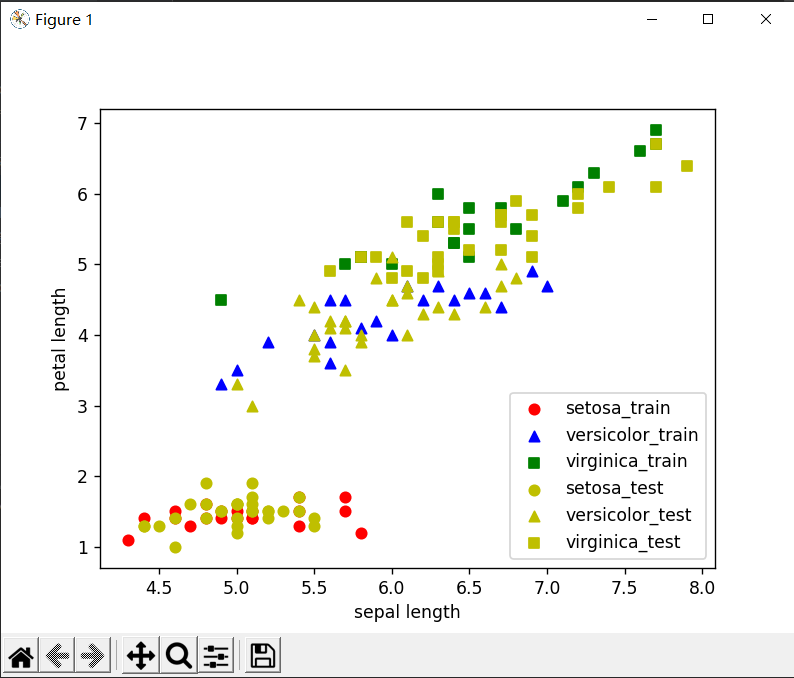 Figure 1
7
6
5
4
3
2
1
petal length
4.5 5.0 5.5 6.0 6.5 7.0 7.5 8.0
sepal length
setosa_train
versicolor_train
virginica_train
setosa_test
versicolor_test
virginica_test